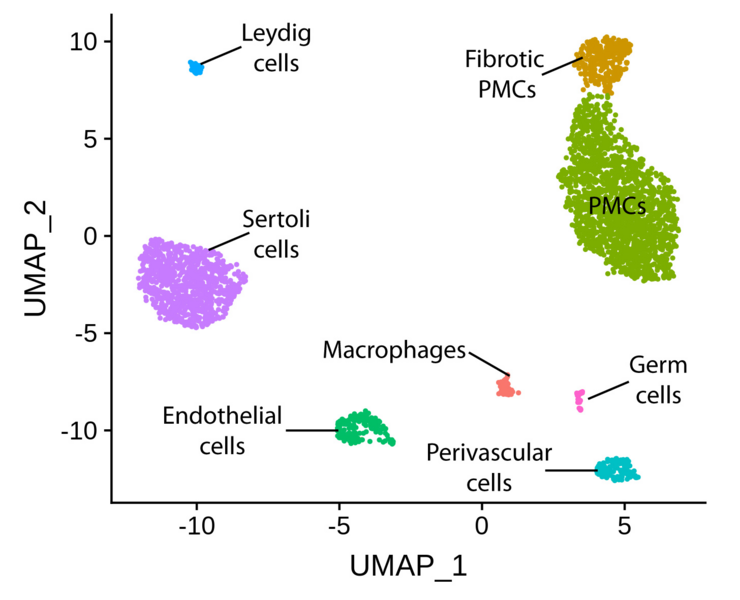 Leydig
cells
Fibrotic
PMCs
PMCs
Sertoli
cells
Macrophages
Germ
cells
Endothelial
cells
Perivascular
cells
10
5
0
-5
-10
UMAP_2
-10
-5
0
5
UMAP_1